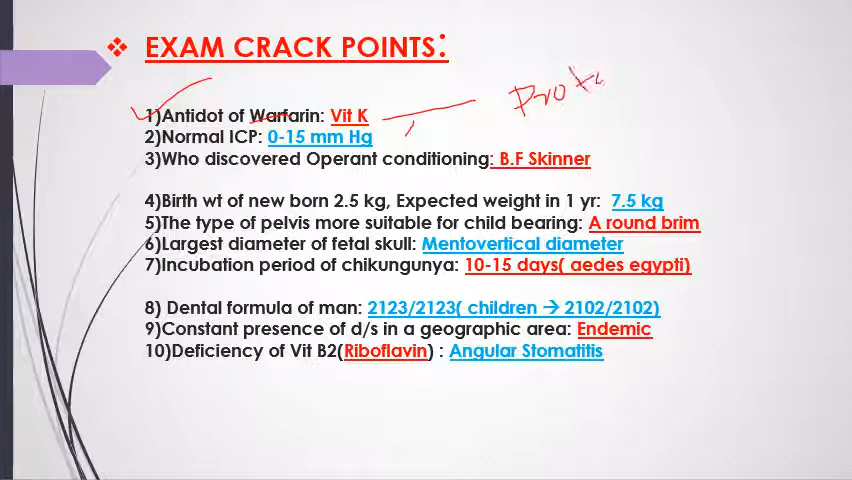 ❖ EXAM CRACK POINTS:
1)Antidot of Warfarin: Vit K
Prot
2)Normal ICP: 0-15 mm Hg
3)Who discovered Operant conditioning: B.F Skinner
4)Birth wt of new born 2.5 kg, Expected weight in 1 yr: 7.5 kg
5)The type of pelvis more suitable for child bearing: A round brim
6)Largest diameter of fetal skull: Mentovertical diameter
7)Incubation period of chikungunya: 10-15 days( aedes egypti)
8) Dental formula of man: 2123/2123( children → 2102/2102)
9)Constant presence of d/s in a geographic area: Endemic
10)Deficiency of Vit B2(Riboflavin) : Angular Stomatitis